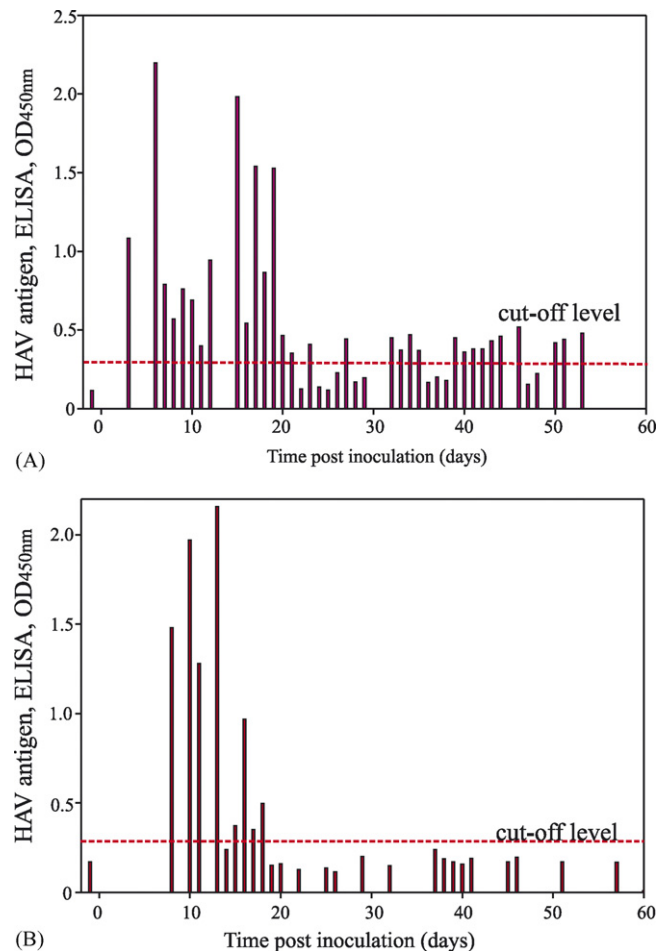 2.5
2.0
1.5
1.0
0.5
0
HAV antigen, ELISA, OD450nm
cut-off level
0 10 20 30 40 50 60
(A)
Time post inoculation (days)
2.0
1.5
1.0
0.5
0
HAV antigen, ELISA, OD450nm
cut-off level
0 10 20 30 40 50 60
(B)
Time post inoculation (days)